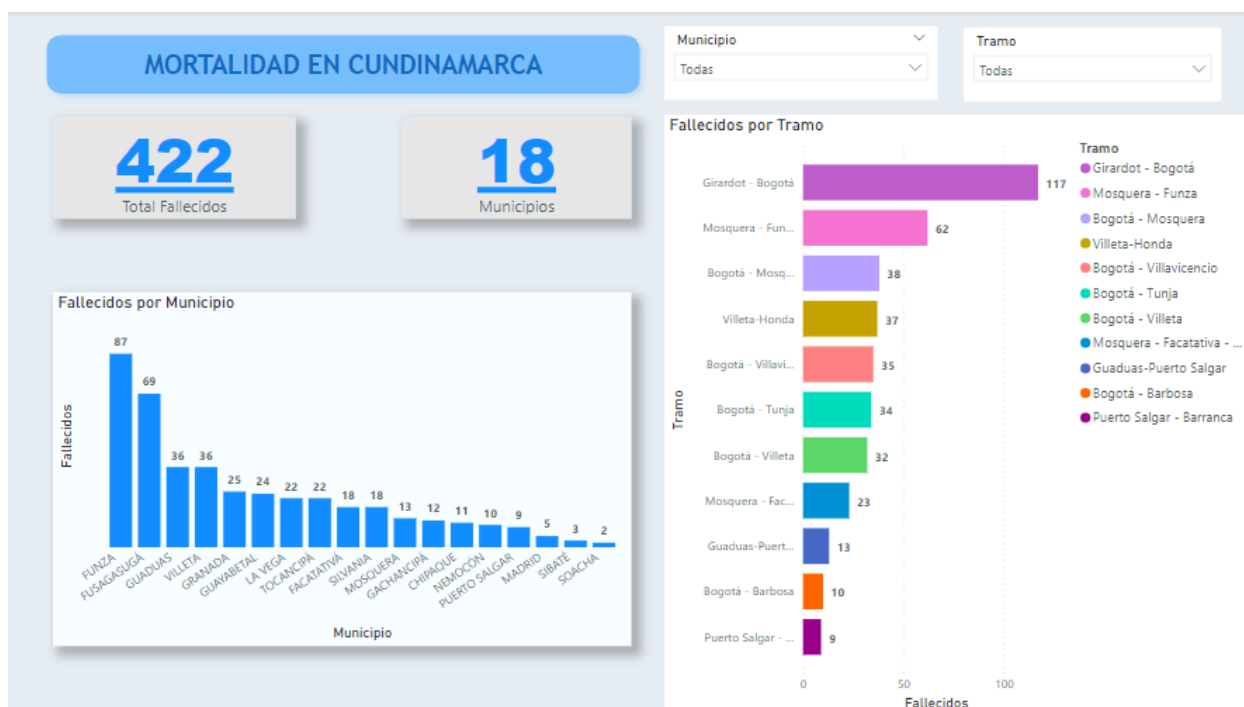 MORTALIDAD EN CUNDINAMARCA
Municipio
Todas
Tramo
Todas
422
Total Fallecidos
18
Municipios
Fallecidos por Municipio
Fallecidos
87
69
36
36
25
24
22
22
18
18
13
12
11
10
9
5
3
2
FUNZA
FUSAGASUGÁ
GUADUAS
VILLETA
GRANADA
GUAYABETAL
LA VEGA
TOCANCIPÁ
FACATATIVÁ
SILVANIA
MOSQUERA
GACHANCIPÁ
CHIPAQUE
NEMOCÓN
PUERTO SALGAR
MADRID
SIBATÉ
SOACHA
Municipio
Fallecidos por Tramo
Tramo
Girardot - Bogotá 117
Mosquera - Fun... 62
Bogotá - Mosq... 38
Villeta-Honda 37
Bogotá - Villavi... 35
Bogotá - Tunja 34
Bogotá - Villeta 32
Mosquera - Fac... 23
Guaduas-Puert... 13
Bogotá - Barbosa 10
Puerto Salgar - ... 9
0 50 100
Fallecidos
Tramo
Girardot - Bogotá
Mosquera - Funza
Bogotá - Mosquera
Villeta-Honda
Bogotá - Villavicencio
Bogotá - Tunja
Bogotá - Villeta
Mosquera - Facatativa - ...
Guaduas-Puerto Salgar
Bogotá - Barbosa
Puerto Salgar - Barranca